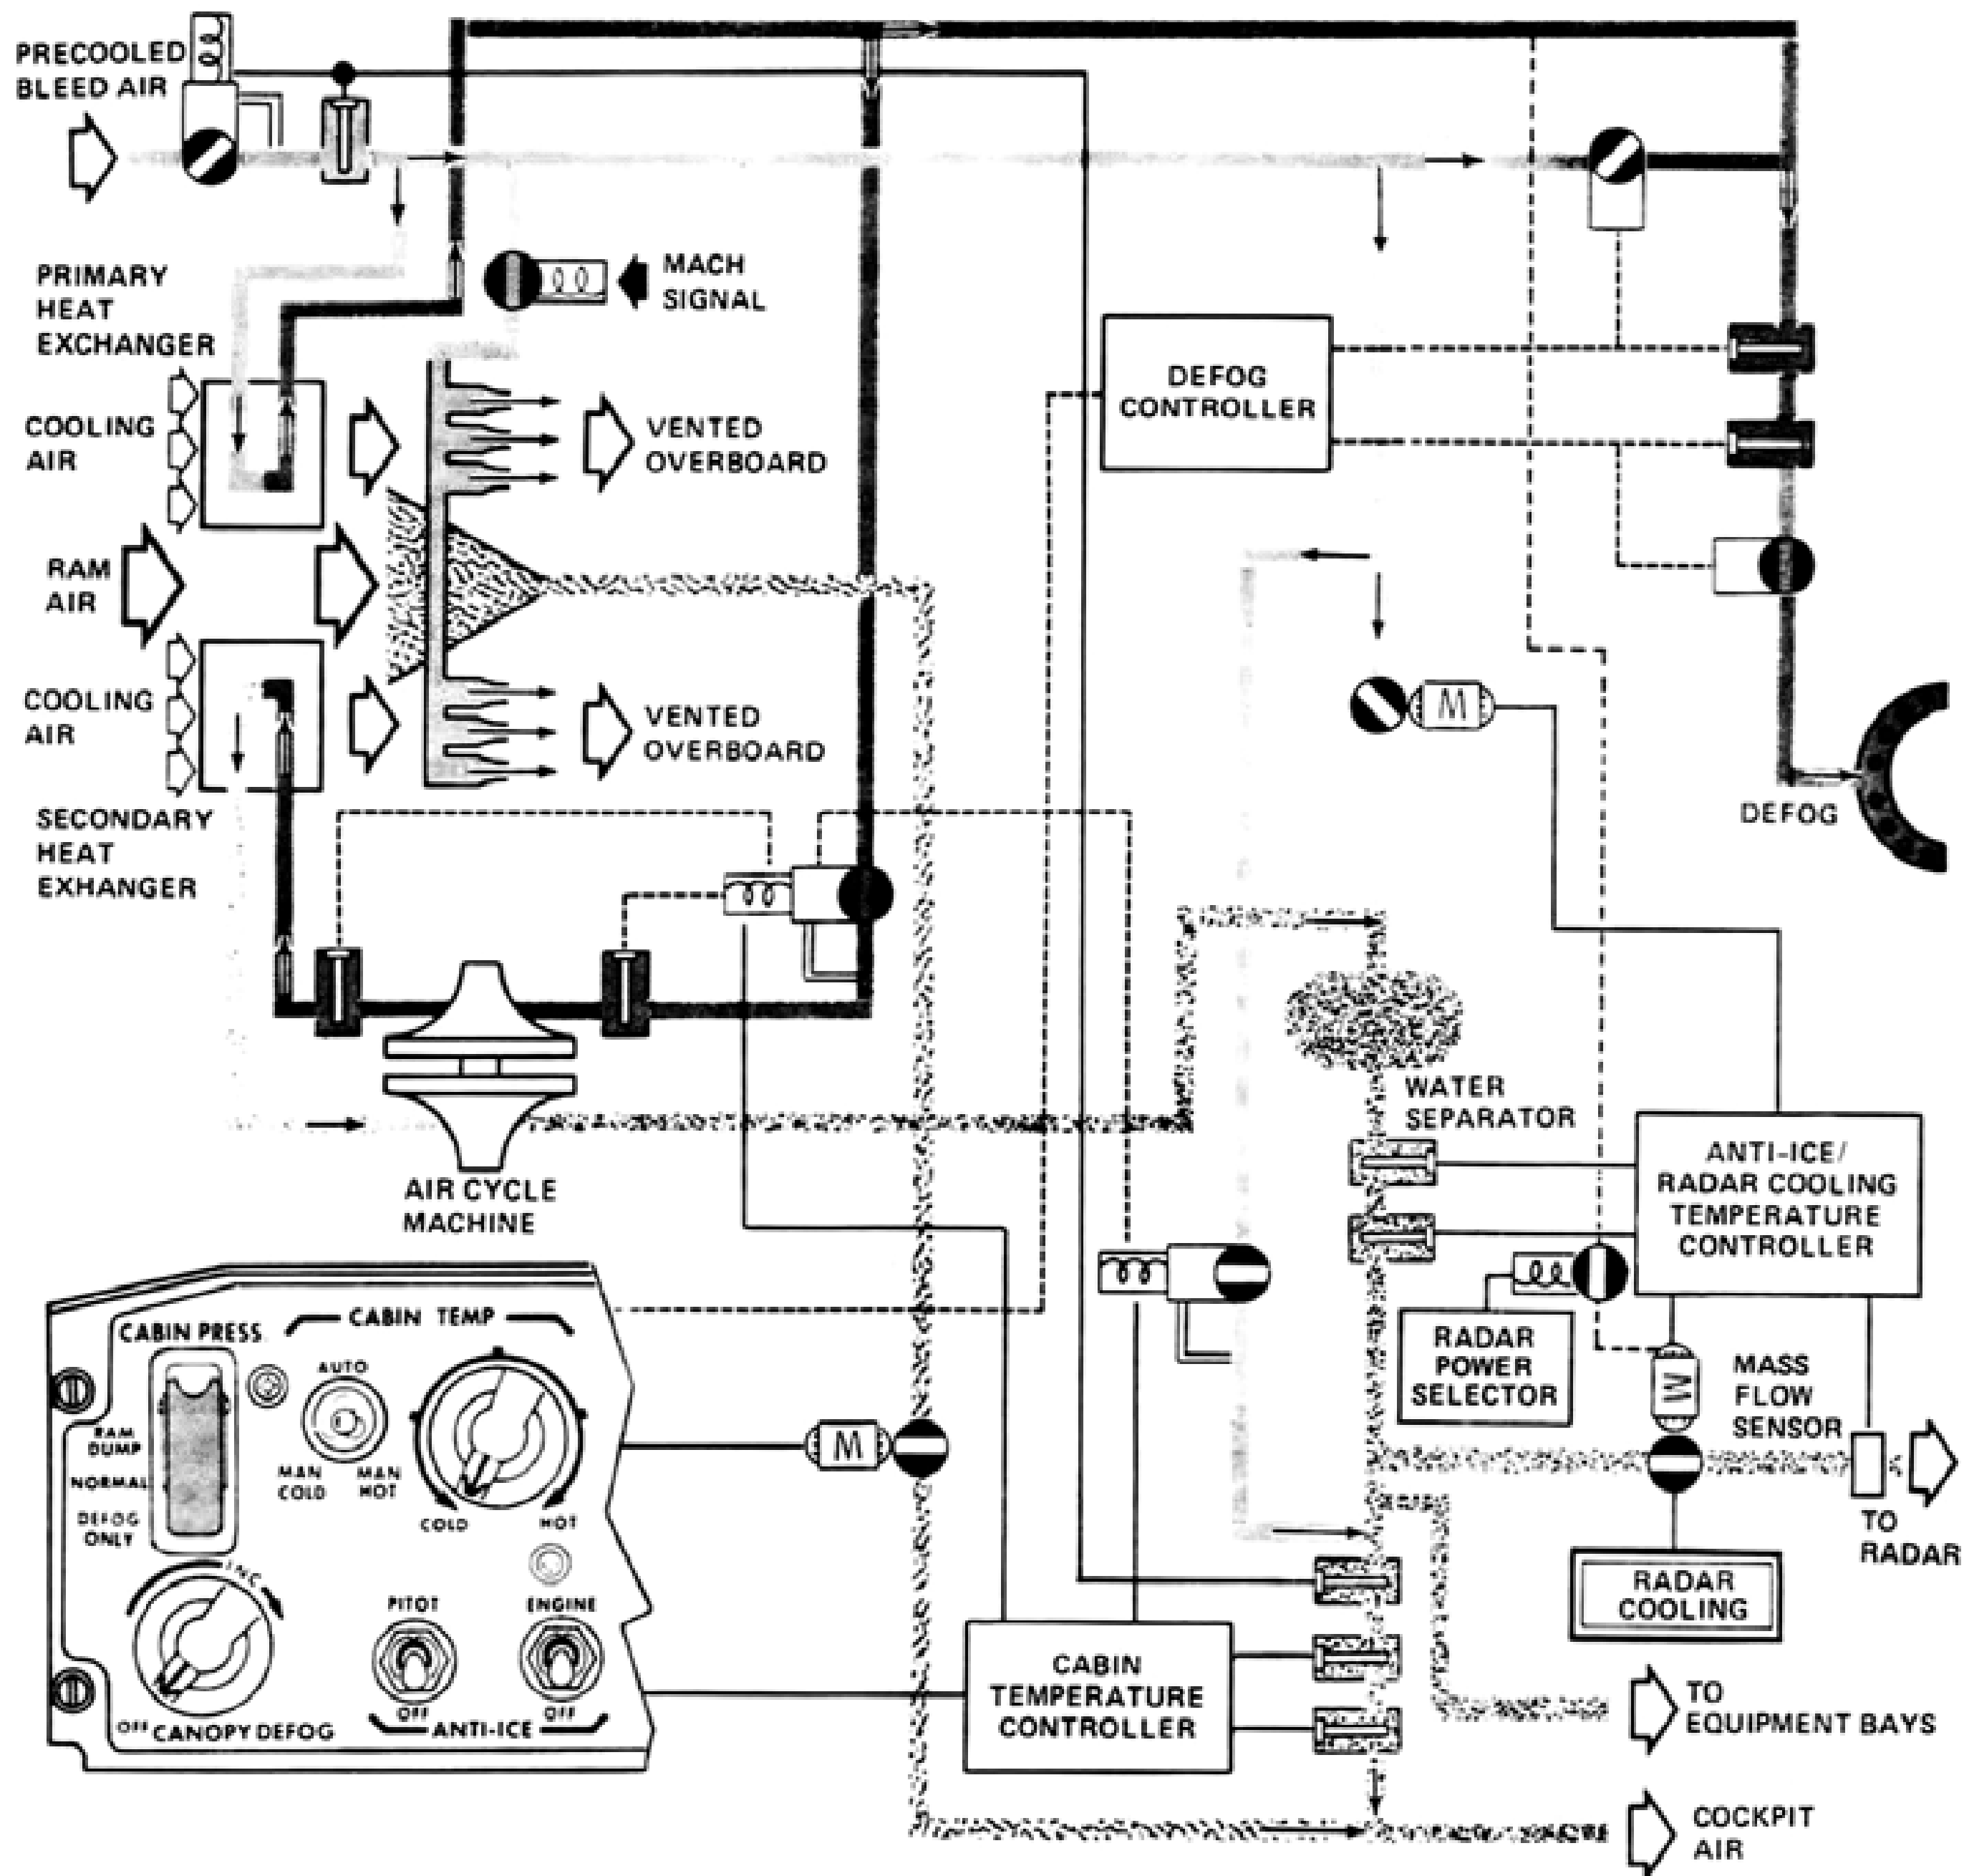 PRECOOLED
BLEED AIR
PRIMARY
HEAT
EXCHANGER
MACH
SIGNAL
COOLING
AIR
VENTED
OVERBOARD
DEFOG
CONTROLLER
RAM
AIR
COOLING
AIR
VENTED
OVERBOARD
M
DEFOG
SECONDARY
HEAT
EXHANGER
WATER
SEPARATOR
AIR CYCLE
MACHINE
ANTI-ICE/
RADAR COOLING
TEMPERATURE
CONTROLLER
RADAR
POWER
SELECTOR
M
MASS
FLOW
SENSOR
TO
RADAR
RADAR
COOLING
CABIN TEMP
CABIN PRESS
AUTO
RAM
DUMP
NORMAL
DEFOG
ONLY
MAN
COLD
MAN
HOT
COLD
HOT
M
INC
PITOT
ENGINE
OFF
OFF
OFF
CANOPY DEFOG
ANTI-ICE
CABIN
TEMPERATURE
CONTROLLER
TO
EQUIPMENT BAYS
COCKPIT
AIR